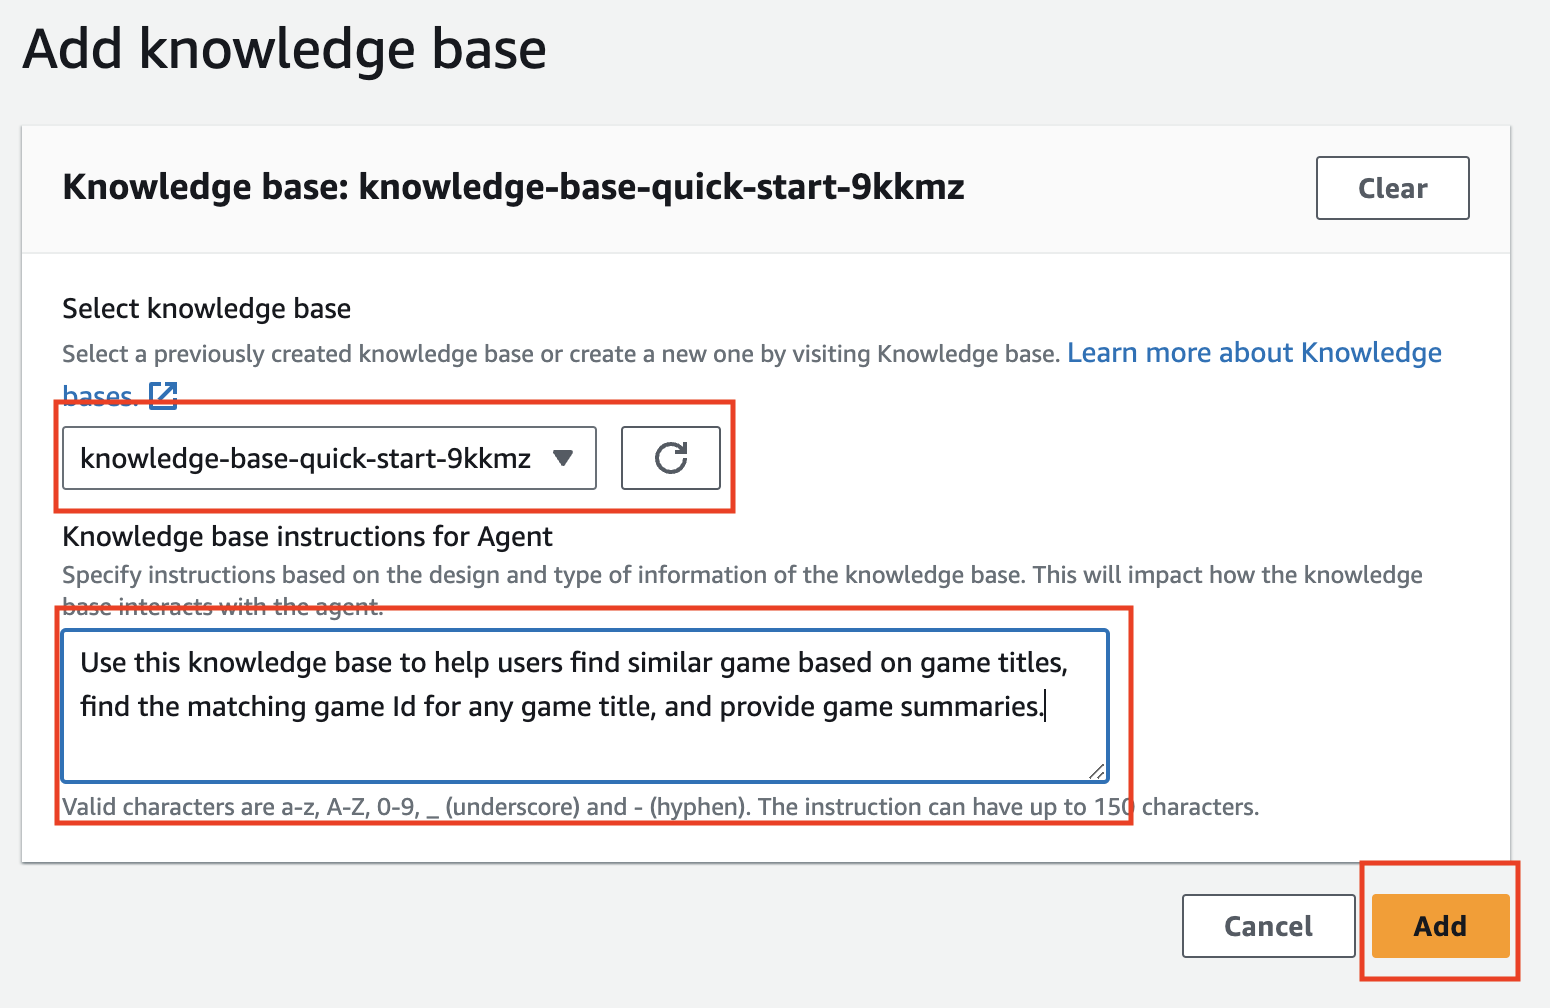 Add knowledge base
Knowledge base: knowledge-base-quick-start-9kkmz
Clear
Select knowledge base
Select a previously created knowledge base or create a new one by visiting Knowledge base. Learn more about Knowledge
bases.
knowledge-base-quick-start-9kkmz
Knowledge base instructions for Agent
Specify instructions based on the design and type of information of the knowledge base. This will impact how the knowledge
base interacts with the agent.
Use this knowledge base to help users find similar game based on game titles,
find the matching game Id for any game title, and provide game summaries.
Valid characters are a-z, A-Z, 0-9, _ (underscore) and - (hyphen). The instruction can have up to 150 characters.
Cancel
Add